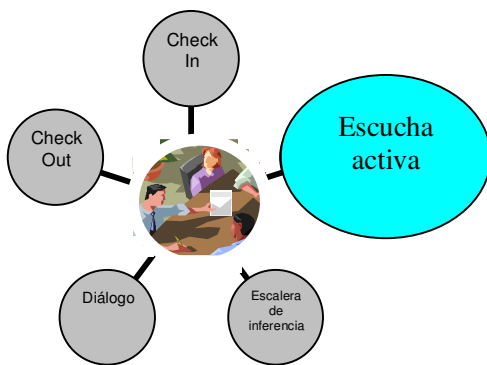 Check
In
Escucha
activa
Check
Out
Diálogo
Escalera
de
inferencia